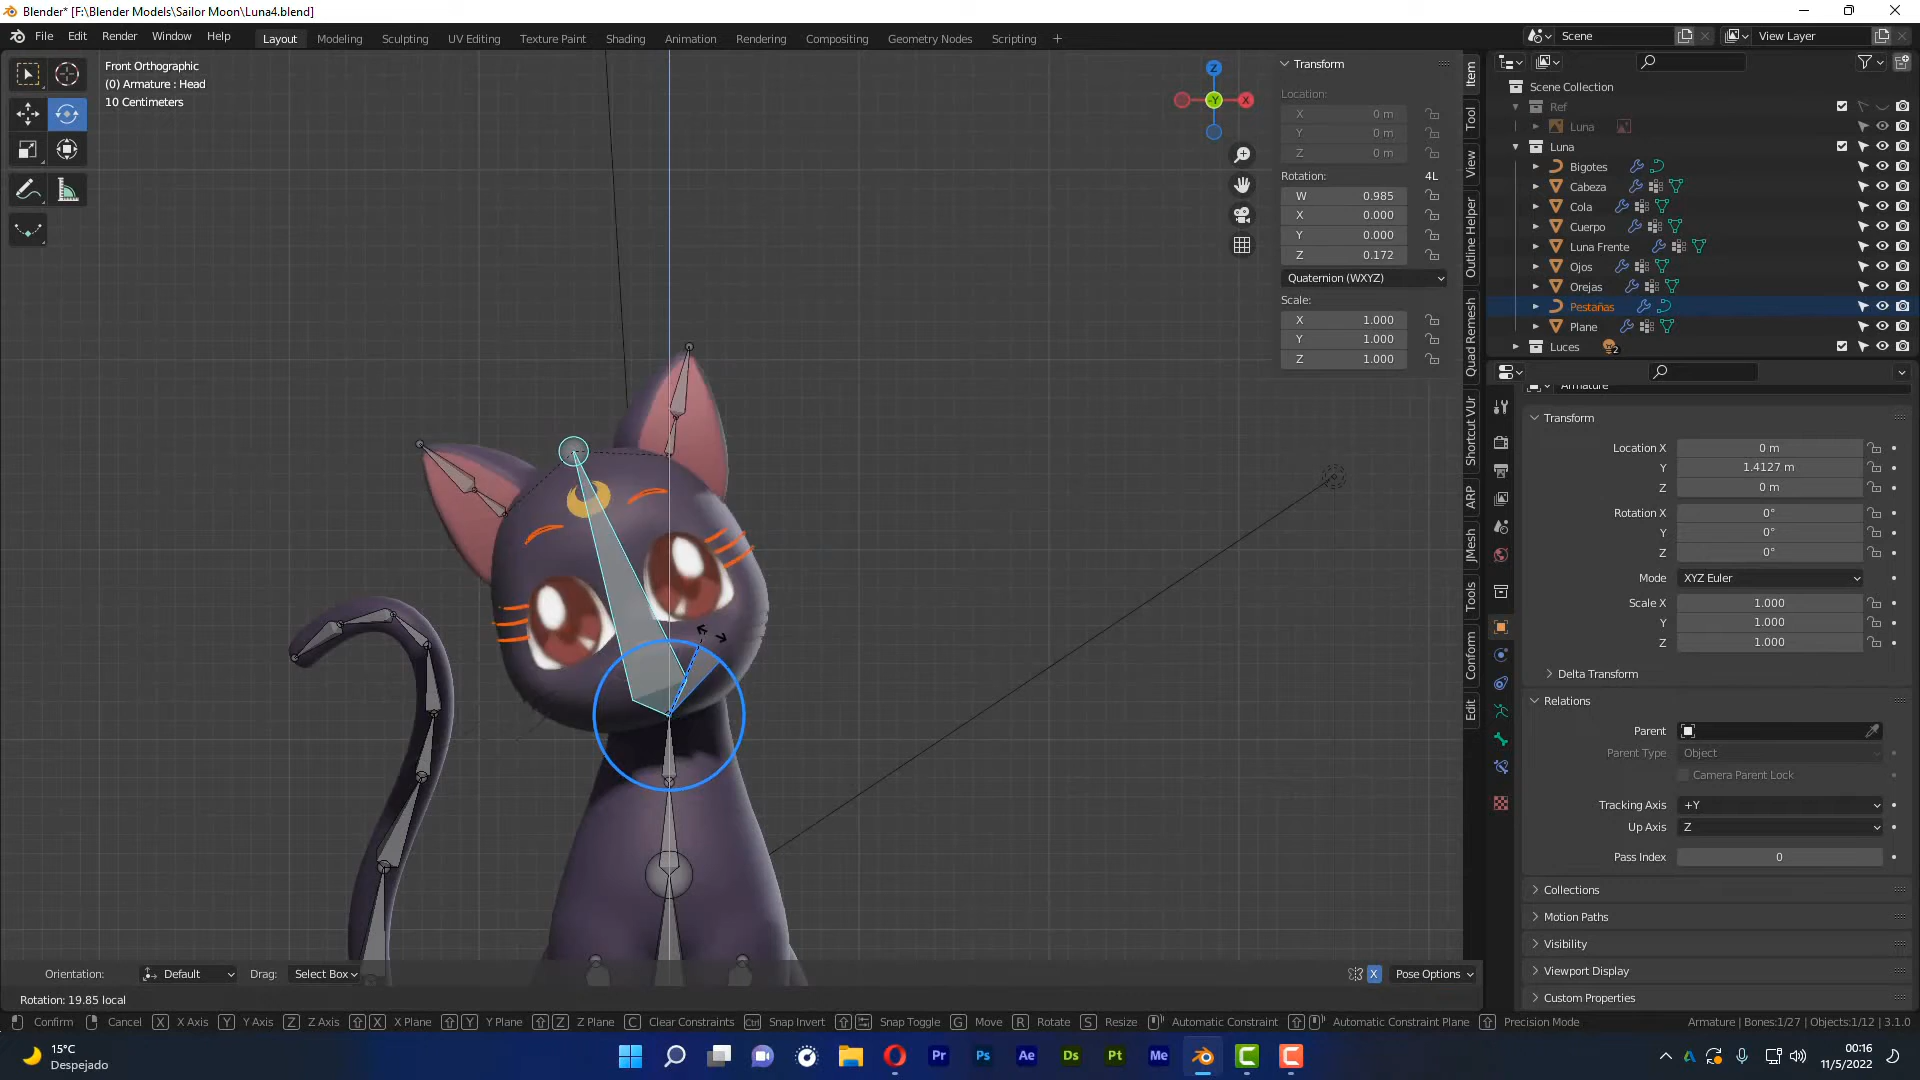 Blender* [F:\Blender Models\Sailor Moon\Luna4.blend]
File Edit Render Window Help Layout Modeling Sculpting UV Editing Texture Paint Shading Animation Rendering Compositing Geometry Nodes Scripting + Scene View Layer
Front Orthographic
(0) Armature : Head
10 Centimeters
Z
Y
X
Transform
Location:
X 0 m
Y 0 m
Z 0 m
Rotation: 4L
W 0.985
X 0.000
Y 0.000
Z 0.172
Quaternion (WXYZ)
Scale:
X 1.000
Y 1.000
Z 1.000
Item
Tool
View
Outline Helper
Quad Remesh
Shortcut VUr
ARP
JMesh
Tools
Conform
Edit
Scene Collection
Ref
Luna
Luna
Bigotes
Cabeza
Cola
Cuerpo
Luna Frente
Ojos
Orejas
Pestañas
Plane
Luces 2
Armature
Transform
Location X 0 m
Y 1.4127 m
Z 0 m
Rotation X 0°
Y 0°
Z 0°
Mode XYZ Euler
Scale X 1.000
Y 1.000
Z 1.000
Delta Transform
Relations
Parent
Parent Type Object
Camera Parent Lock
Tracking Axis +Y
Up Axis Z
Pass Index 0
Collections
Motion Paths
Visibility
Viewport Display
Custom Properties
Orientation: Default Drag: Select Box X Pose Options
Rotation: 19.85 local
Confirm Cancel X X Axis Y Y Axis Z Z Axis X X Plane Y Y Plane Z Z Plane C Clear Constraints Ctrl Snap Invert Snap Toggle G Move R Rotate S Resize Automatic Constraint Automatic Constraint Plane Precision Mode Armature | Bones:1/27 | Objects:1/12 | 3.1.0
15°C
Despejado
Pr Ps Ae Ds Pt Me
00:16
11/5/2022